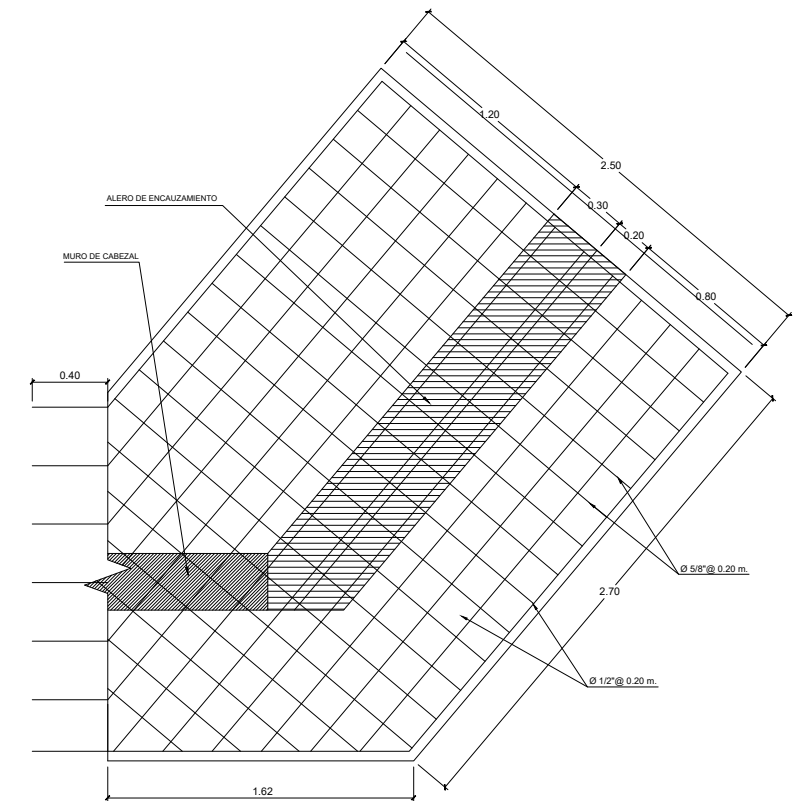 1.20
2.50
ALERO DE ENCAUZAMIENTO
0.30
0.20
MURO DE CABEZAL
0.80
0.40
Ø 5/8"@ 0.20 m.
2.70
Ø 1/2"@ 0.20 m.
1.62